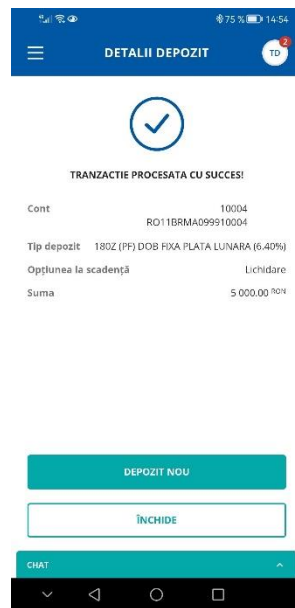 75 % 14:54
DETALII DEPOZIT
TD
2
TRANZACTIE PROCESATA CU SUCCES!
Cont 10004
RO11BRMA099910004
Tip depozit 180Z (PF) DOB FIXA PLATA LUNARA (6.40%)
Opțiunea la scadență Lichidare
Suma 5 000.00 RON
DEPOZIT NOU
ÎNCHIDE
CHAT